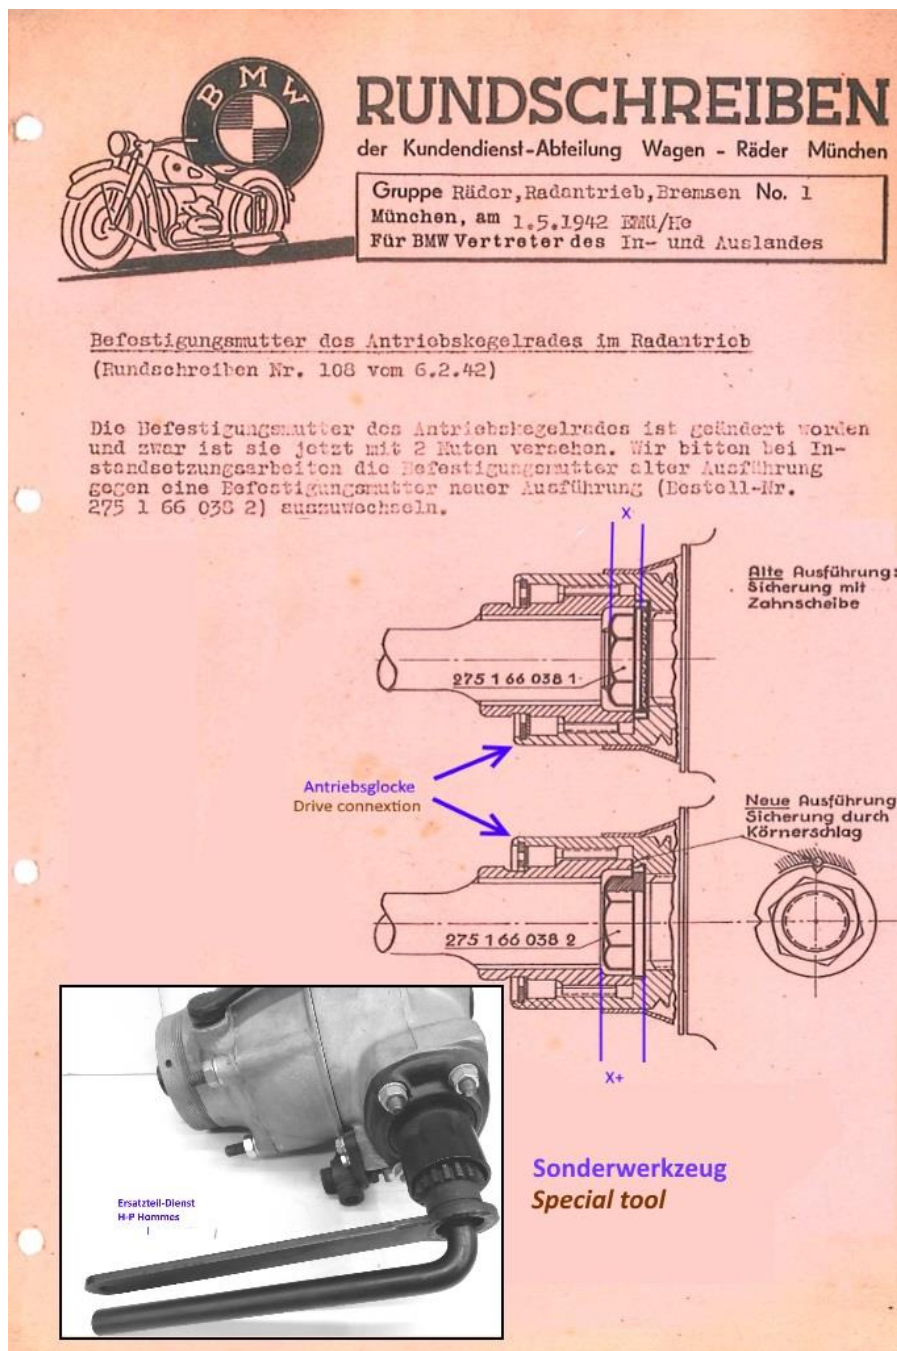 BMW
RUNDSCHREIBEN
der Kundendienst-Abteilung Wagen - Räder München
Gruppe Räder, Radantrieb, Bremsen No. 1
München, am 1.5.1942 EMü/He
Für BMW Vertreter des In- und Auslandes
Befestigungsmutter des Antriebskegelrades im Radantrieb
(Rundschreiben Nr. 108 vom 6.2.42)
Die Befestigungsmutter des Antriebskegelrades ist geändert worden
und zwar ist sie jetzt mit 2 Nuten versehen. Wir bitten bei In-
standsetzungsarbeiten die Befestigungsmutter alter Ausführung
gegen eine Befestigungsmutter neuer Ausführung (Bestell-Nr.
275 1 66 038 2) auszuwechseln.
X
Alte Ausführung:
Sicherung mit
Zahnscheibe
275 1 66 038 1
Antriebsglocke
Drive connextion
Neue Ausführung
Sicherung durch
Körnerschlag
275 1 66 038 2
X+
Sonderwerkzeug
Special tool
Ersatzteil-Dienst
H-P Hommes